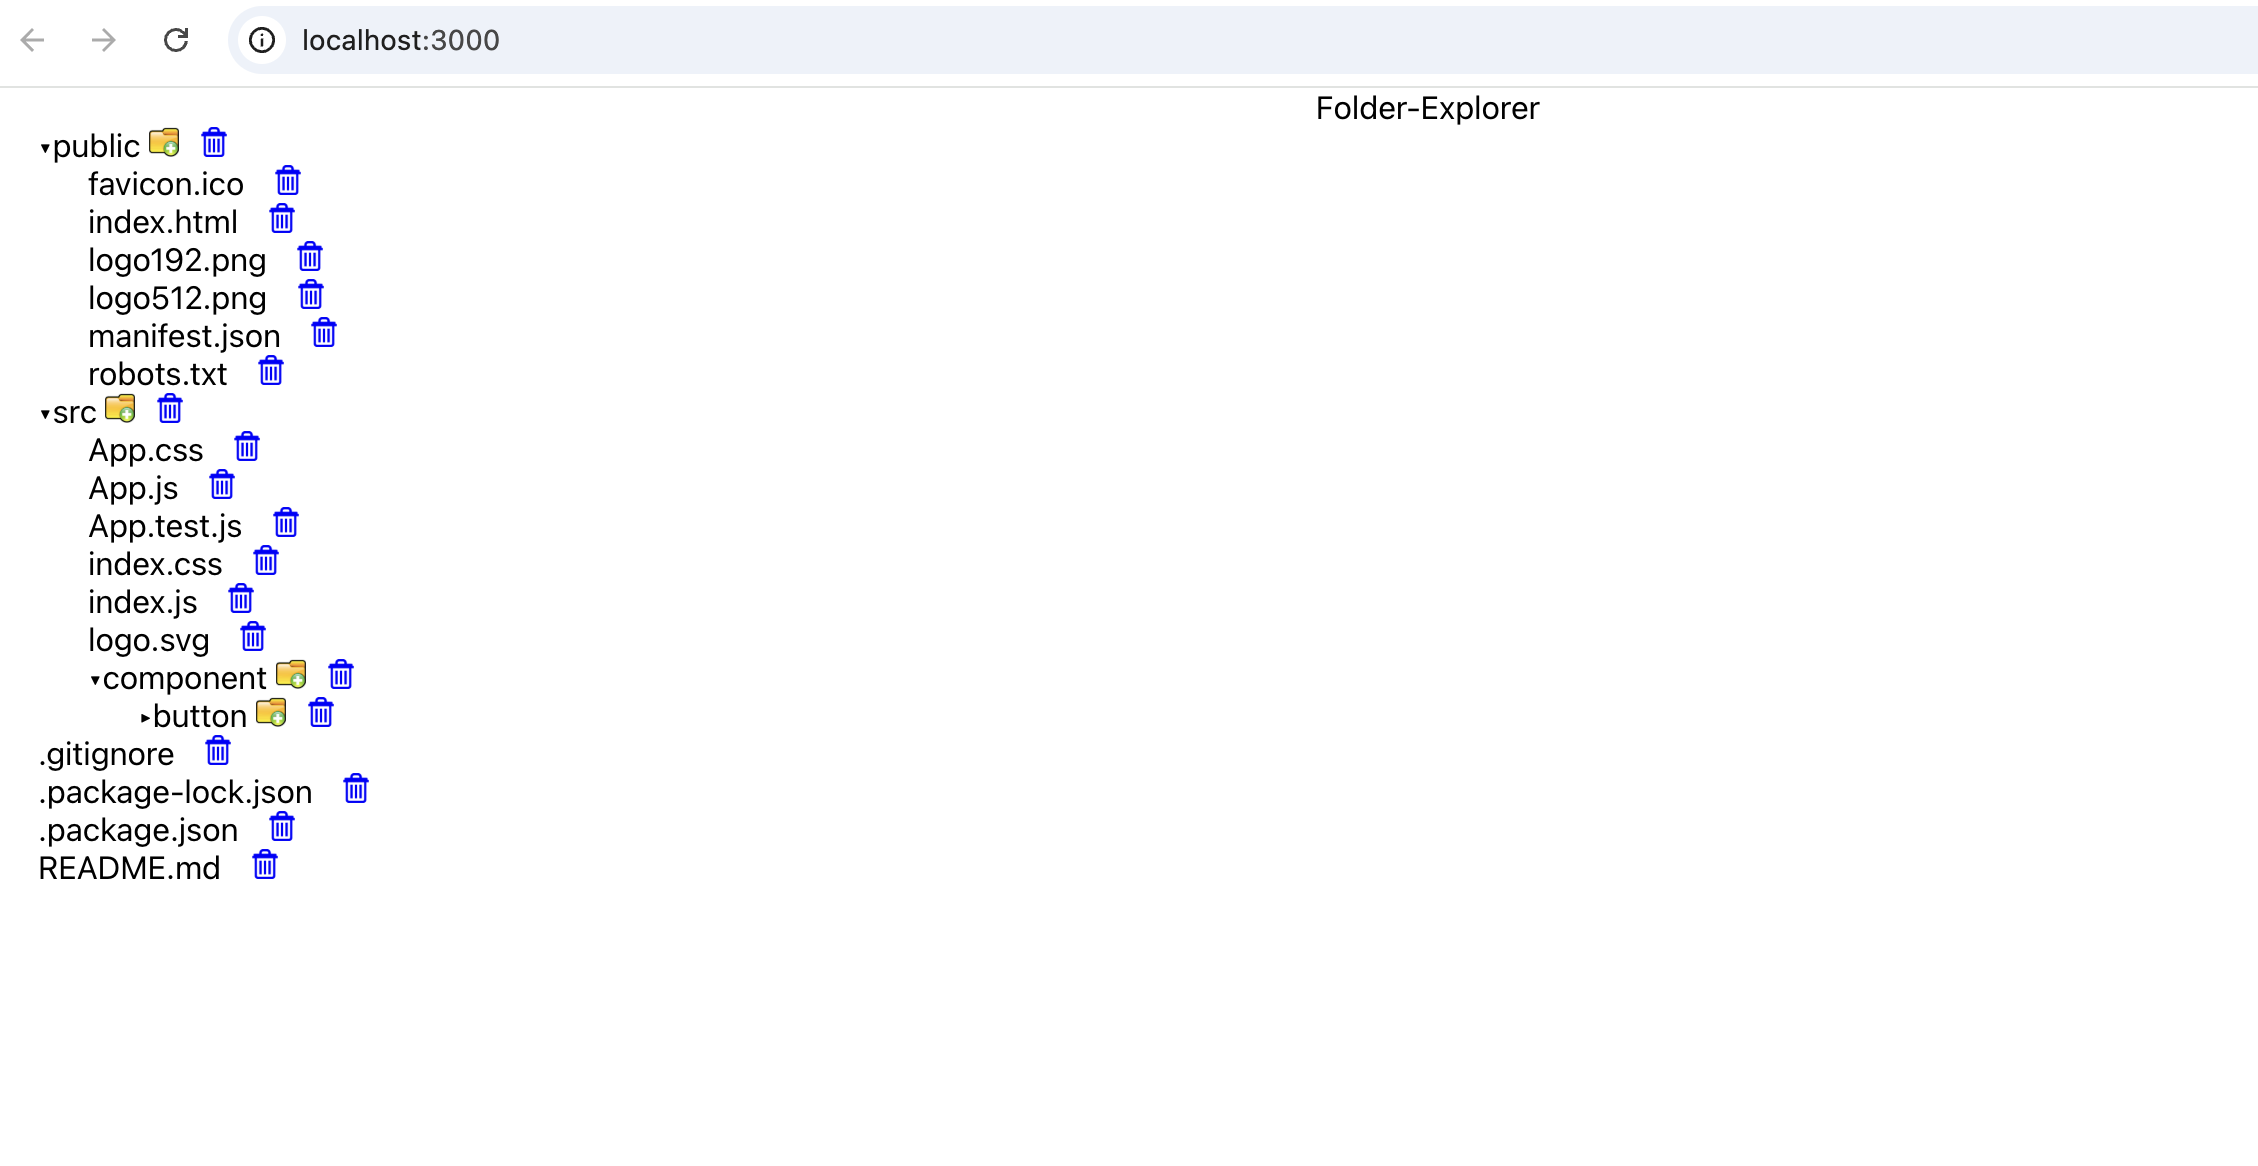 localhost:3000
Folder-Explorer
▾public
favicon.ico
index.html
logo192.png
logo512.png
manifest.json
robots.txt
▾src
App.css
App.js
App.test.js
index.css
index.js
logo.svg
▾component
▸button
.gitignore
.package-lock.json
.package.json
README.md